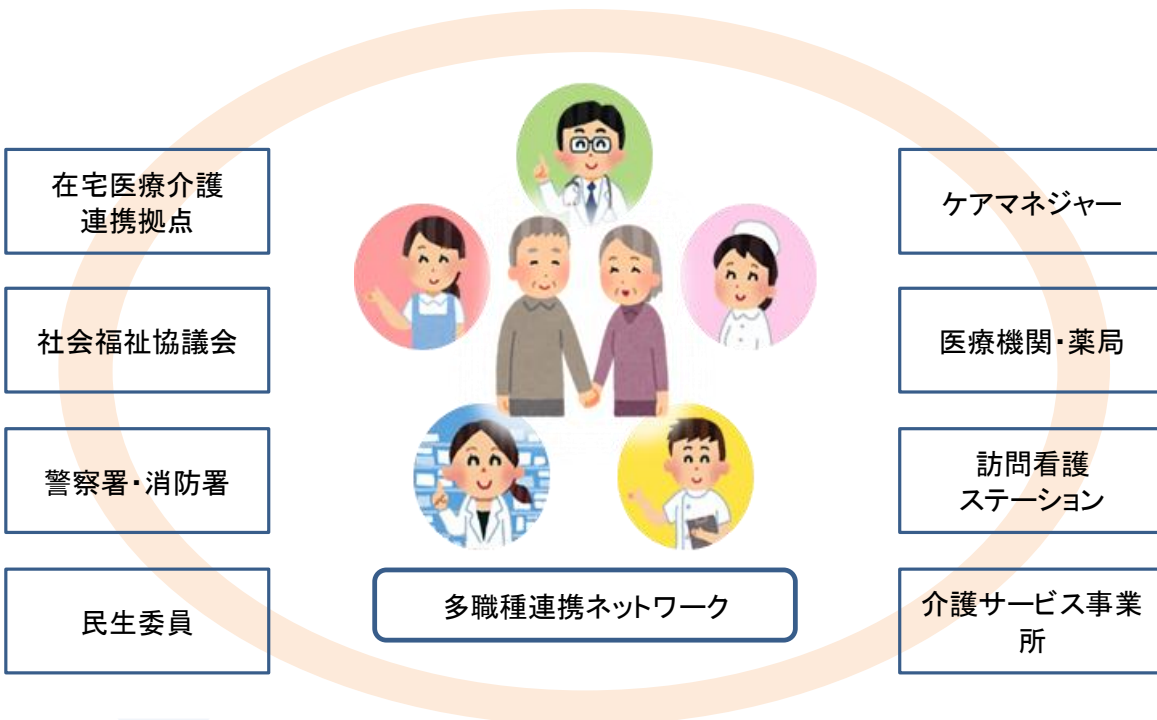 在宅医療介護
連携拠点
社会福祉協議会
警察署・消防署
民生委員
ケアマネジャー
医療機関・薬局
訪問看護
ステーション
介護サービス事業
所
多職種連携ネットワーク